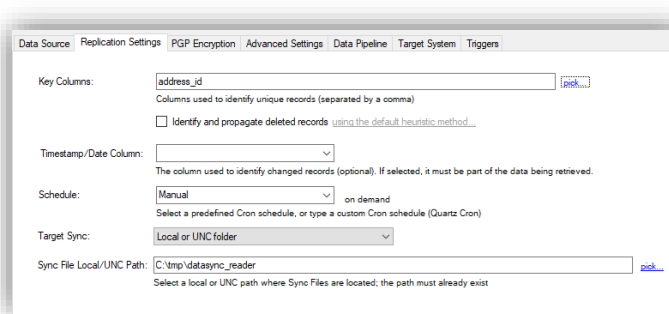 Data Source Replication Settings PGP Encryption Advanced Settings Data Pipeline Target System Triggers
Key Columns: address_id pick...
Columns used to identify unique records (separated by a comma)
Identify and propagate deleted records using the default heuristic method...
Timestamp/Date Column:
The column used to identify changed records (optional). If selected, it must be part of the data being retrieved.
Schedule: Manual on demand
Select a predefined Cron schedule, or type a custom Cron schedule (Quartz Cron)
Target Sync: Local or UNC folder
Sync File Local/UNC Path: C:\tmp\datasync_reader pick...
Select a local or UNC path where Sync Files are located; the path must already exist